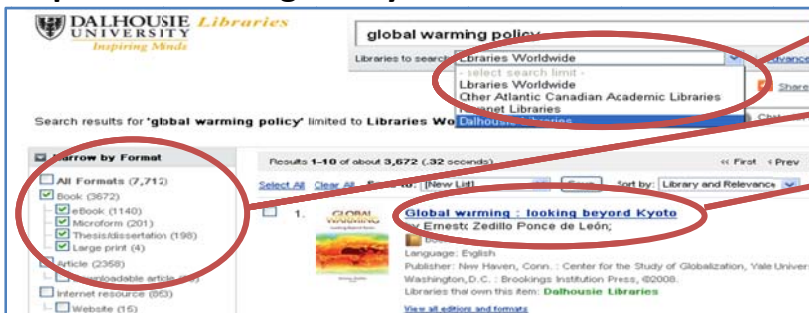 DALHOUSIE Libraries
UNIVERSITY
Inspiring Minds
global warming policy
Libraries to search: Libraries Worldwide
Advance
- select search limit -
Libraries Worldwide
Other Atlantic Canadian Academic Libraries
Novanet Libraries
Dalhousie Libraries
Share
Search results for 'global warming policy' limited to Libraries Wo
Narrow by Format
Results 1-10 of about 3,672 (.32 seconds)
« First ‹ Prev
All Formats (7,712)
Select All Clear All [New List] Save Sort by: Library and Relevance
Book (3672)
eBook (1140)
Microform (201)
Thesis/dissertation (198)
Large print (4)
1. Global warming : looking beyond Kyoto
by Ernesto Zedillo Ponce de León;
GLOBAL
WARMING
Language: English
Article (2358)
Downloadable article
Publisher: New Haven, Conn. : Center for the Study of Globalization, Yale Univer
Washington, D.C. : Brookings Institution Press, ©2008.
Internet resource (863)
Libraries that own this item: Dalhousie Libraries
Website (15)
View all editions and formats